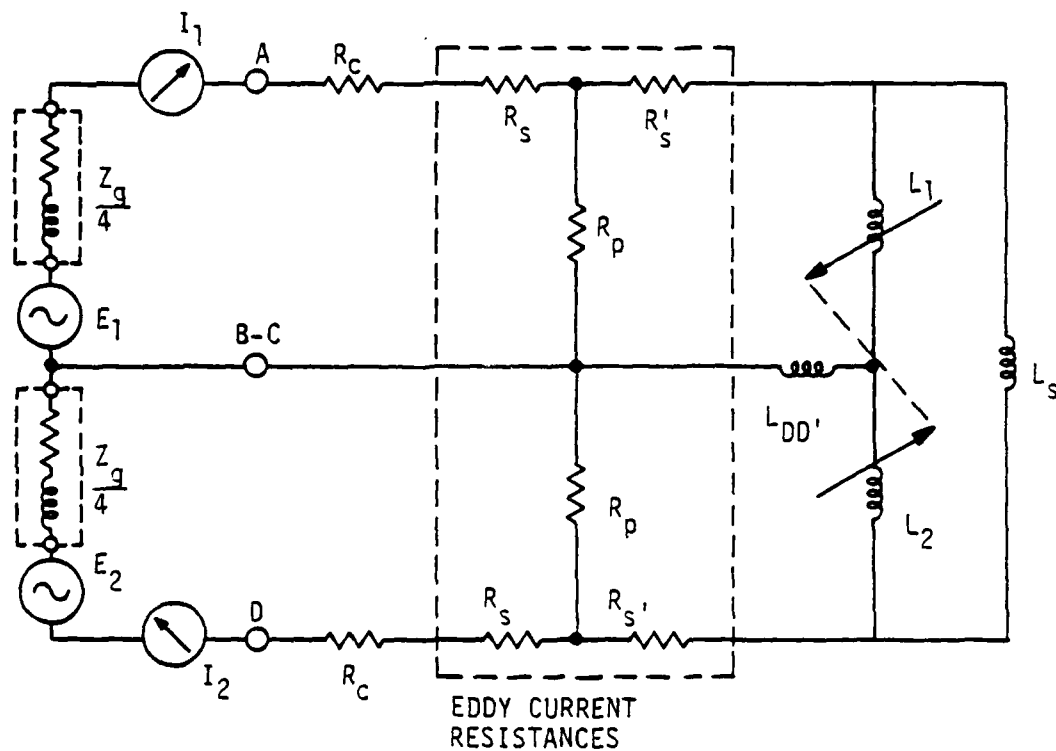 I1
A
Rc
Rs
R's
Zg
4
Rp
L1
E1
B-C
Ls
LDD'
Zg
4
Rp
L2
E2
D
Rs
Rs'
I2
Rc
EDDY CURRENT
RESISTANCES